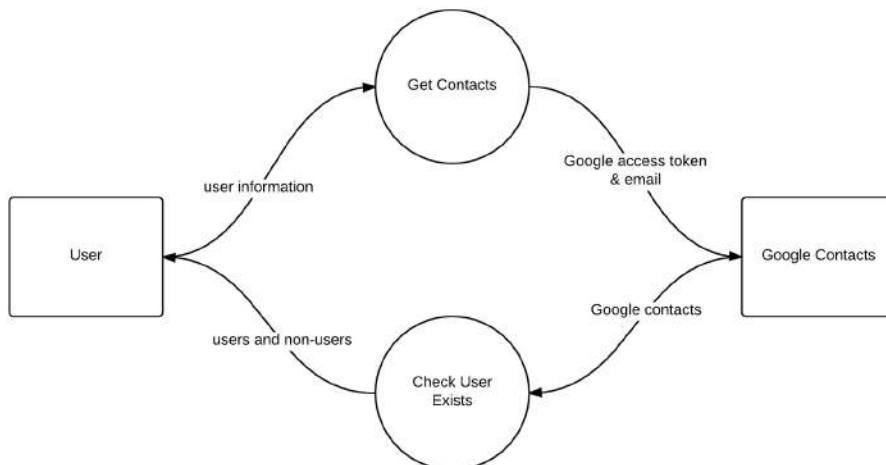 Get Contacts
Google access token
& email
user information
User
Google Contacts
Google contacts
users and non-users
Check User
Exists